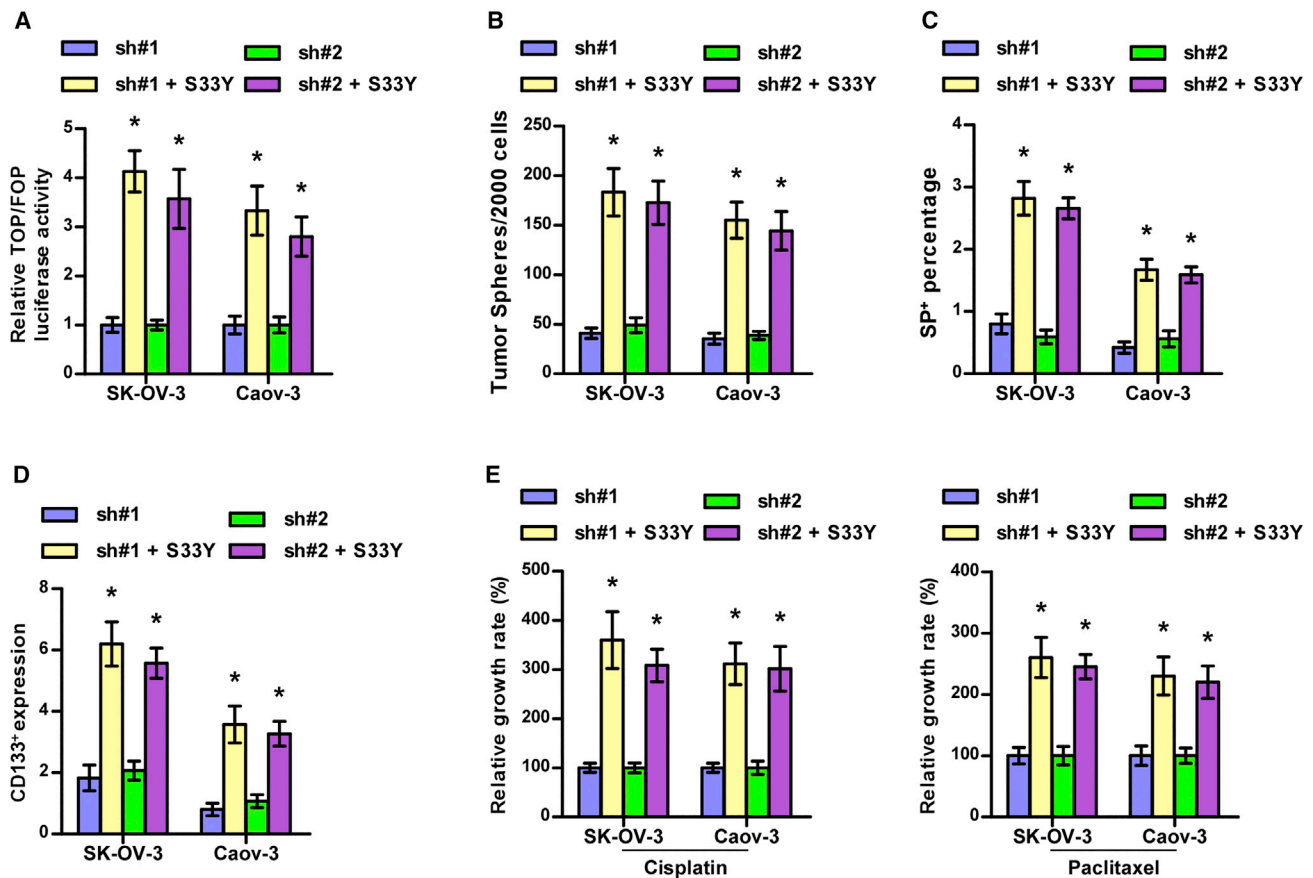 A
sh#1
sh#2
sh#1 + S33Y
sh#2 + S33Y
Relative TOP/FOP
luciferase activity
5
4
3
2
1
0
* * * *
SK-OV-3 Caov-3
B
sh#1
sh#2
sh#1 + S33Y
sh#2 + S33Y
Tumor Spheres/2000 cells
250
200
150
100
50
0
* * * *
SK-OV-3 Caov-3
C
sh#1
sh#2
sh#1 + S33Y
sh#2 + S33Y
SP+ percentage
4
3
2
1
0
* * * *
SK-OV-3 Caov-3
D
sh#1
sh#2
sh#1 + S33Y
sh#2 + S33Y
CD133+ expression
8
6
4
2
0
* * * *
SK-OV-3 Caov-3
E
sh#1
sh#2
sh#1 + S33Y
sh#2 + S33Y
Relative growth rate (%)
500
400
300
200
100
0
* * * *
SK-OV-3 Caov-3
Cisplatin
sh#1
sh#2
sh#1 + S33Y
sh#2 + S33Y
Relative growth rate (%)
400
300
200
100
0
* * * *
SK-OV-3 Caov-3
Paclitaxel